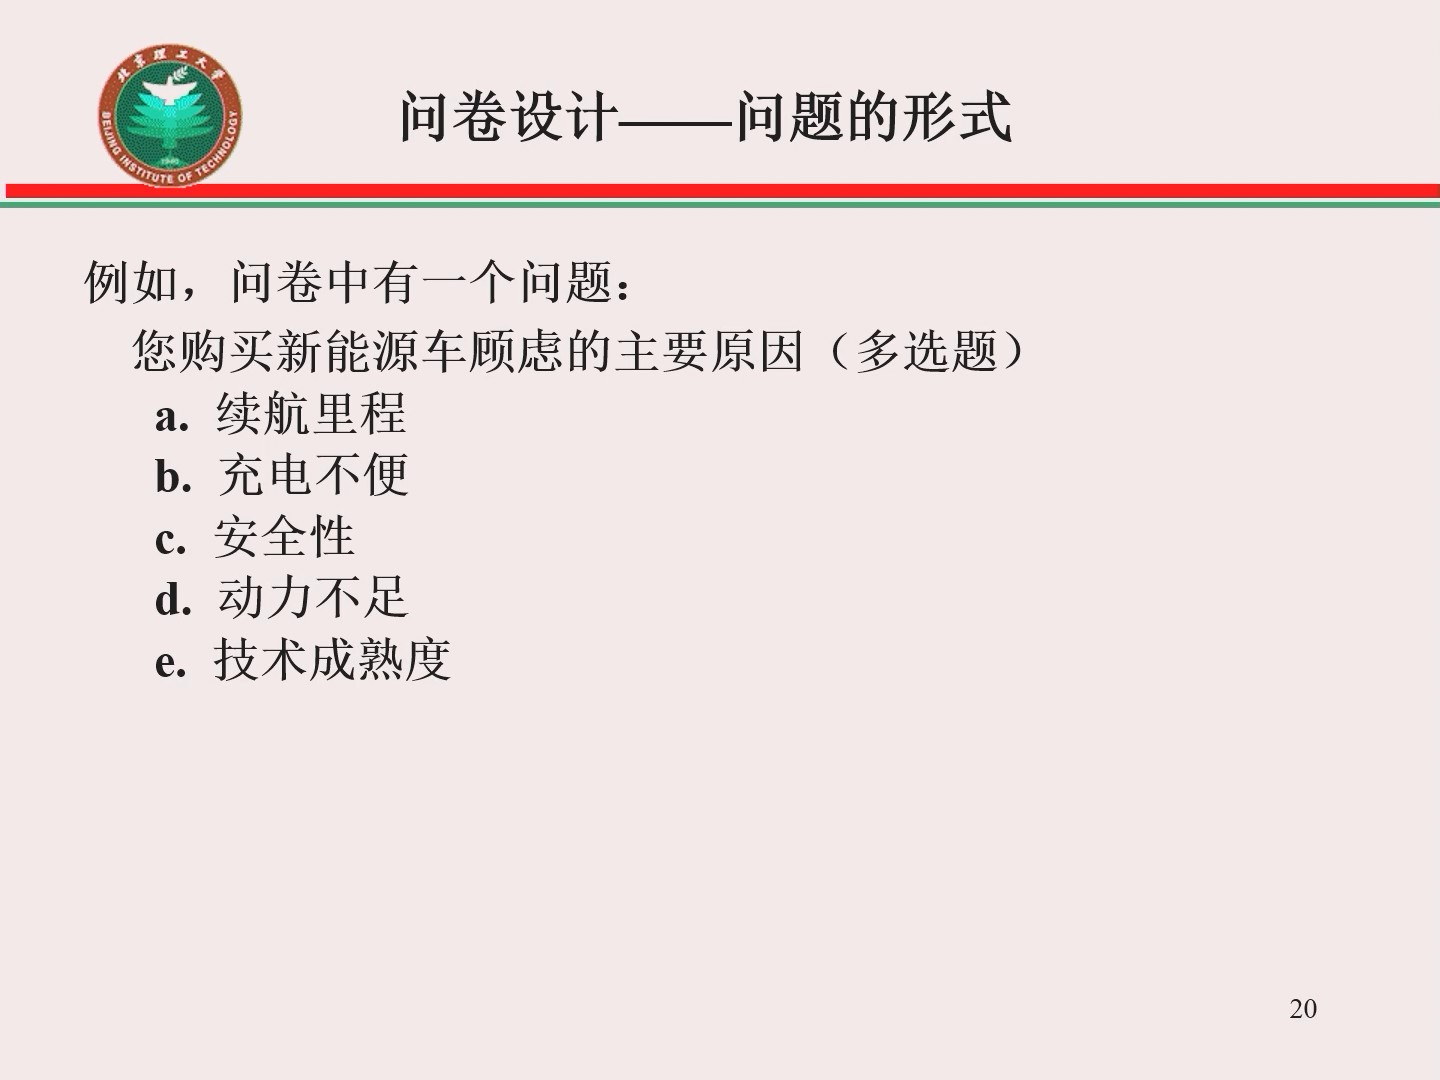 北京理工大学
BEIJING INSTITUTE OF TECHNOLOGY
1940
问卷设计——问题的形式
例如，问卷中有一个问题：
您购买新能源车顾虑的主要原因（多选题）
a. 续航里程
b. 充电不便
c. 安全性
d. 动力不足
e. 技术成熟度
20